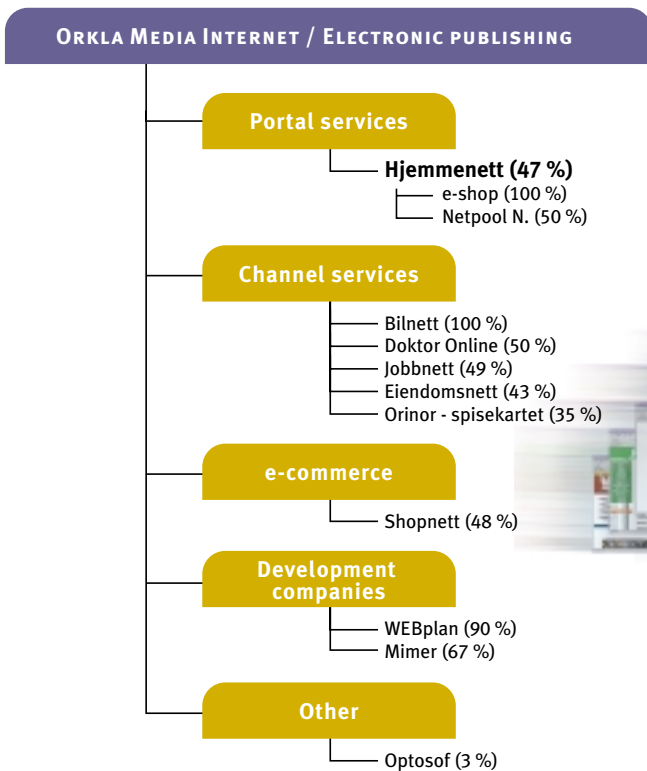 ORKLA MEDIA INTERNET / ELECTRONIC PUBLISHING
Portal services
Hjemmenett (47 %)
e-shop (100 %)
Netpool N. (50 %)
Channel services
Bilnett (100 %)
Doktor Online (50 %)
Jobbnett (49 %)
Eiendomsnett (43 %)
Orinor - spisekartet (35 %)
e-commerce
Shopnett (48 %)
Development
companies
WEBplan (90 %)
Mimer (67 %)
Other
Optosof (3 %)